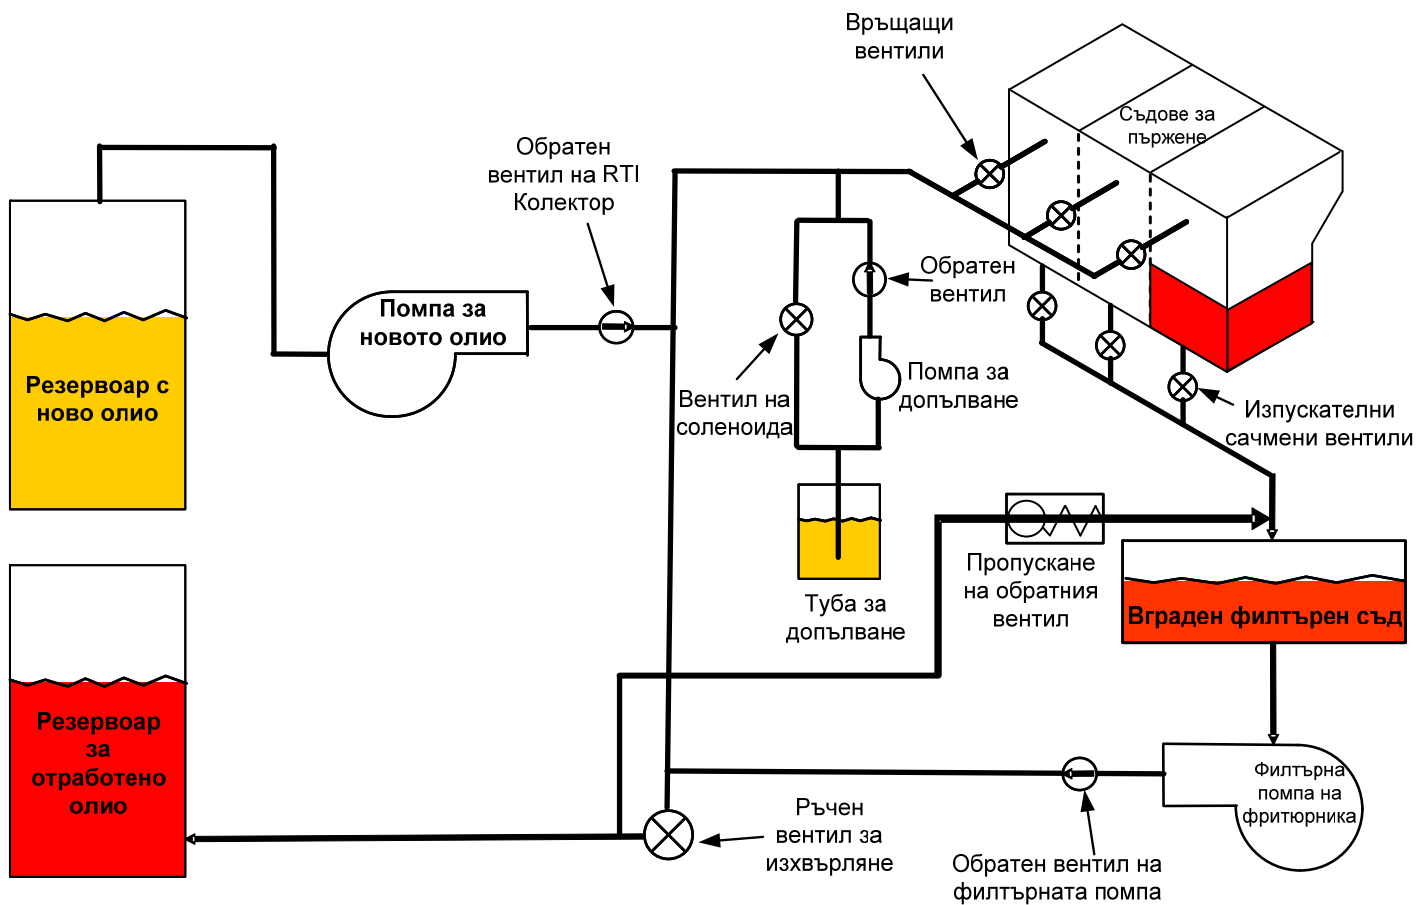 Връщащи
вентили
Съдове за
пържене
Обратен
вентил на RTI
Колектор
Обратен
вентил
Помпа за
новото олио
Резервоар с
ново олио
Помпа за
допълване
Вентил на
соленоида
Изпускателни
сачмени вентили
Пропускане
на обратния
вентил
Туба за
допълване
Вграден филтърен съд
Резервоар
за
отработено
олио
Филтърна
помпа на
фритюрника
Ръчен
вентил за
изхвърляне
Обратен вентил на
филтърната помпа